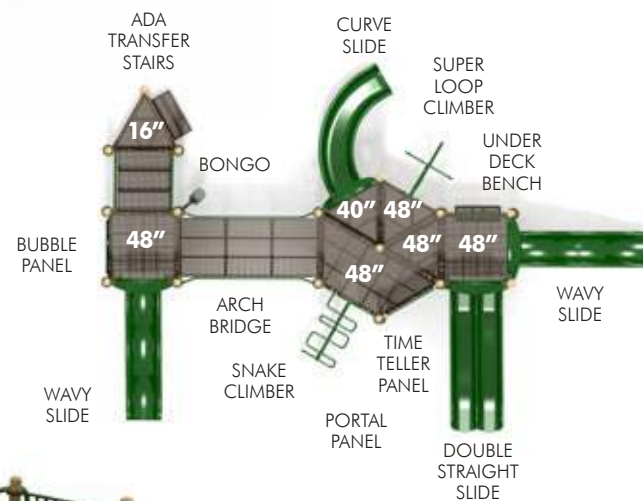 ADA
TRANSFER
STAIRS
CURVE
SLIDE
SUPER
LOOP
CLIMBER
UNDER
DECK
BENCH
16"
BONGO
40"
48"
48"
48"
48"
48"
BUBBLE
PANEL
ARCH
BRIDGE
WAVY
SLIDE
SNAKE
CLIMBER
TIME
TELLER
PANEL
WAVY
SLIDE
PORTAL
PANEL
DOUBLE
STRAIGHT
SLIDE